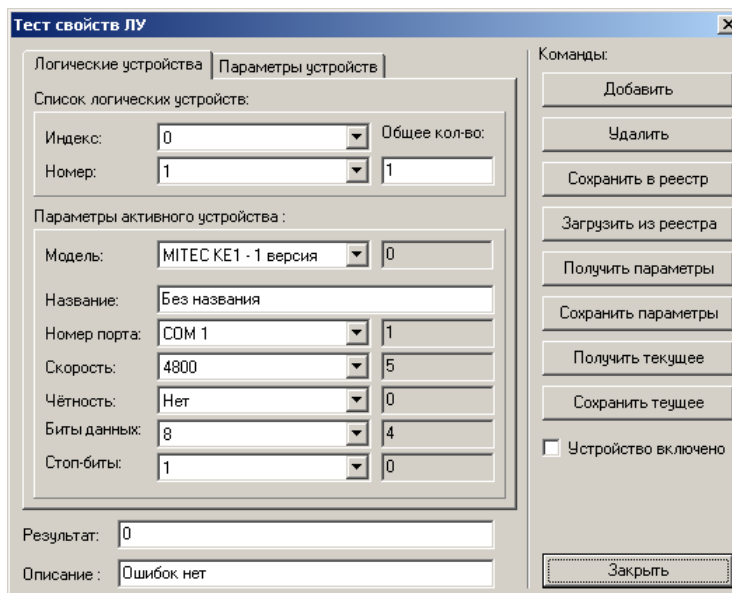 Тест свойств ЛУ
Логические устройства
Параметры устройств
Список логических устройств:
Индекс: 0 Общее кол-во:
Номер: 1 1
Параметры активного устройства :
Модель: MITEC KE1 - 1 версия 0
Название: Без названия
Номер порта: COM 1 1
Скорость: 4800 5
Чётность: Нет 0
Биты данных: 8 4
Стоп-биты: 1 0
Результат: 0
Описание : Ошибок нет
Команды:
Добавить
Удалить
Сохранить в реестр
Загрузить из реестра
Получить параметры
Сохранить параметры
Получить текущее
Сохранить теущее
Устройство включено
Закрыть